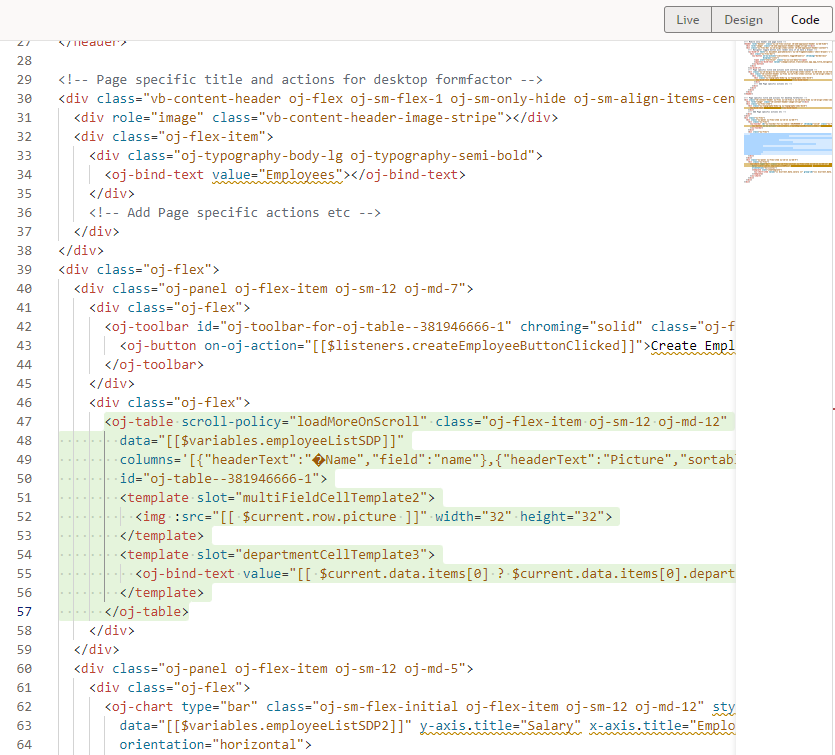 Live Design Code
27 </header>
28
29 <!-- Page specific title and actions for desktop formfactor -->
30 <div class="vb-content-header oj-flex oj-sm-flex-1 oj-sm-only-hide oj-sm-align-items-cen
31 <div role="image" class="vb-content-header-image-stripe"></div>
32 <div class="oj-flex-item">
33 <div class="oj-typography-body-lg oj-typography-semi-bold">
34 <oj-bind-text value="Employees"></oj-bind-text>
35 </div>
36 <!-- Add Page specific actions etc -->
37 </div>
38 </div>
39 <div class="oj-flex">
40 <div class="oj-panel oj-flex-item oj-sm-12 oj-md-7">
41 <div class="oj-flex">
42 <oj-toolbar id="oj-toolbar-for-oj-table--381946666-1" chroming="solid" class="oj-f
43 <oj-button on-oj-action="[[$listeners.createEmployeeButtonClicked]]">Create Empl
44 </oj-toolbar>
45 </div>
46 <div class="oj-flex">
47 <oj-table scroll-policy="loadMoreOnScroll" class="oj-flex-item oj-sm-12 oj-md-12"
48 data="[[$variables.employeeListSDP]]"
49 columns='[{"headerText":"�Name","field":"name"},{"headerText":"Picture","sortabl
50 id="oj-table--381946666-1">
51 <template slot="multiFieldCellTemplate2">
52 <img :src="[[ $current.row.picture ]]" width="32" height="32">
53 </template>
54 <template slot="departmentCellTemplate3">
55 <oj-bind-text value="[[ $current.data.items[0] ? $current.data.items[0].depart
56 </template>
57 </oj-table>
58 </div>
59 </div>
60 <div class="oj-panel oj-flex-item oj-sm-12 oj-md-5">
61 <div class="oj-flex">
62 <oj-chart type="bar" class="oj-sm-flex-initial oj-flex-item oj-sm-12 oj-md-12" sty
63 data="[[$variables.employeeListSDP2]]" y-axis.title="Salary" x-axis.title="Emplo
64 orientation="horizontal">